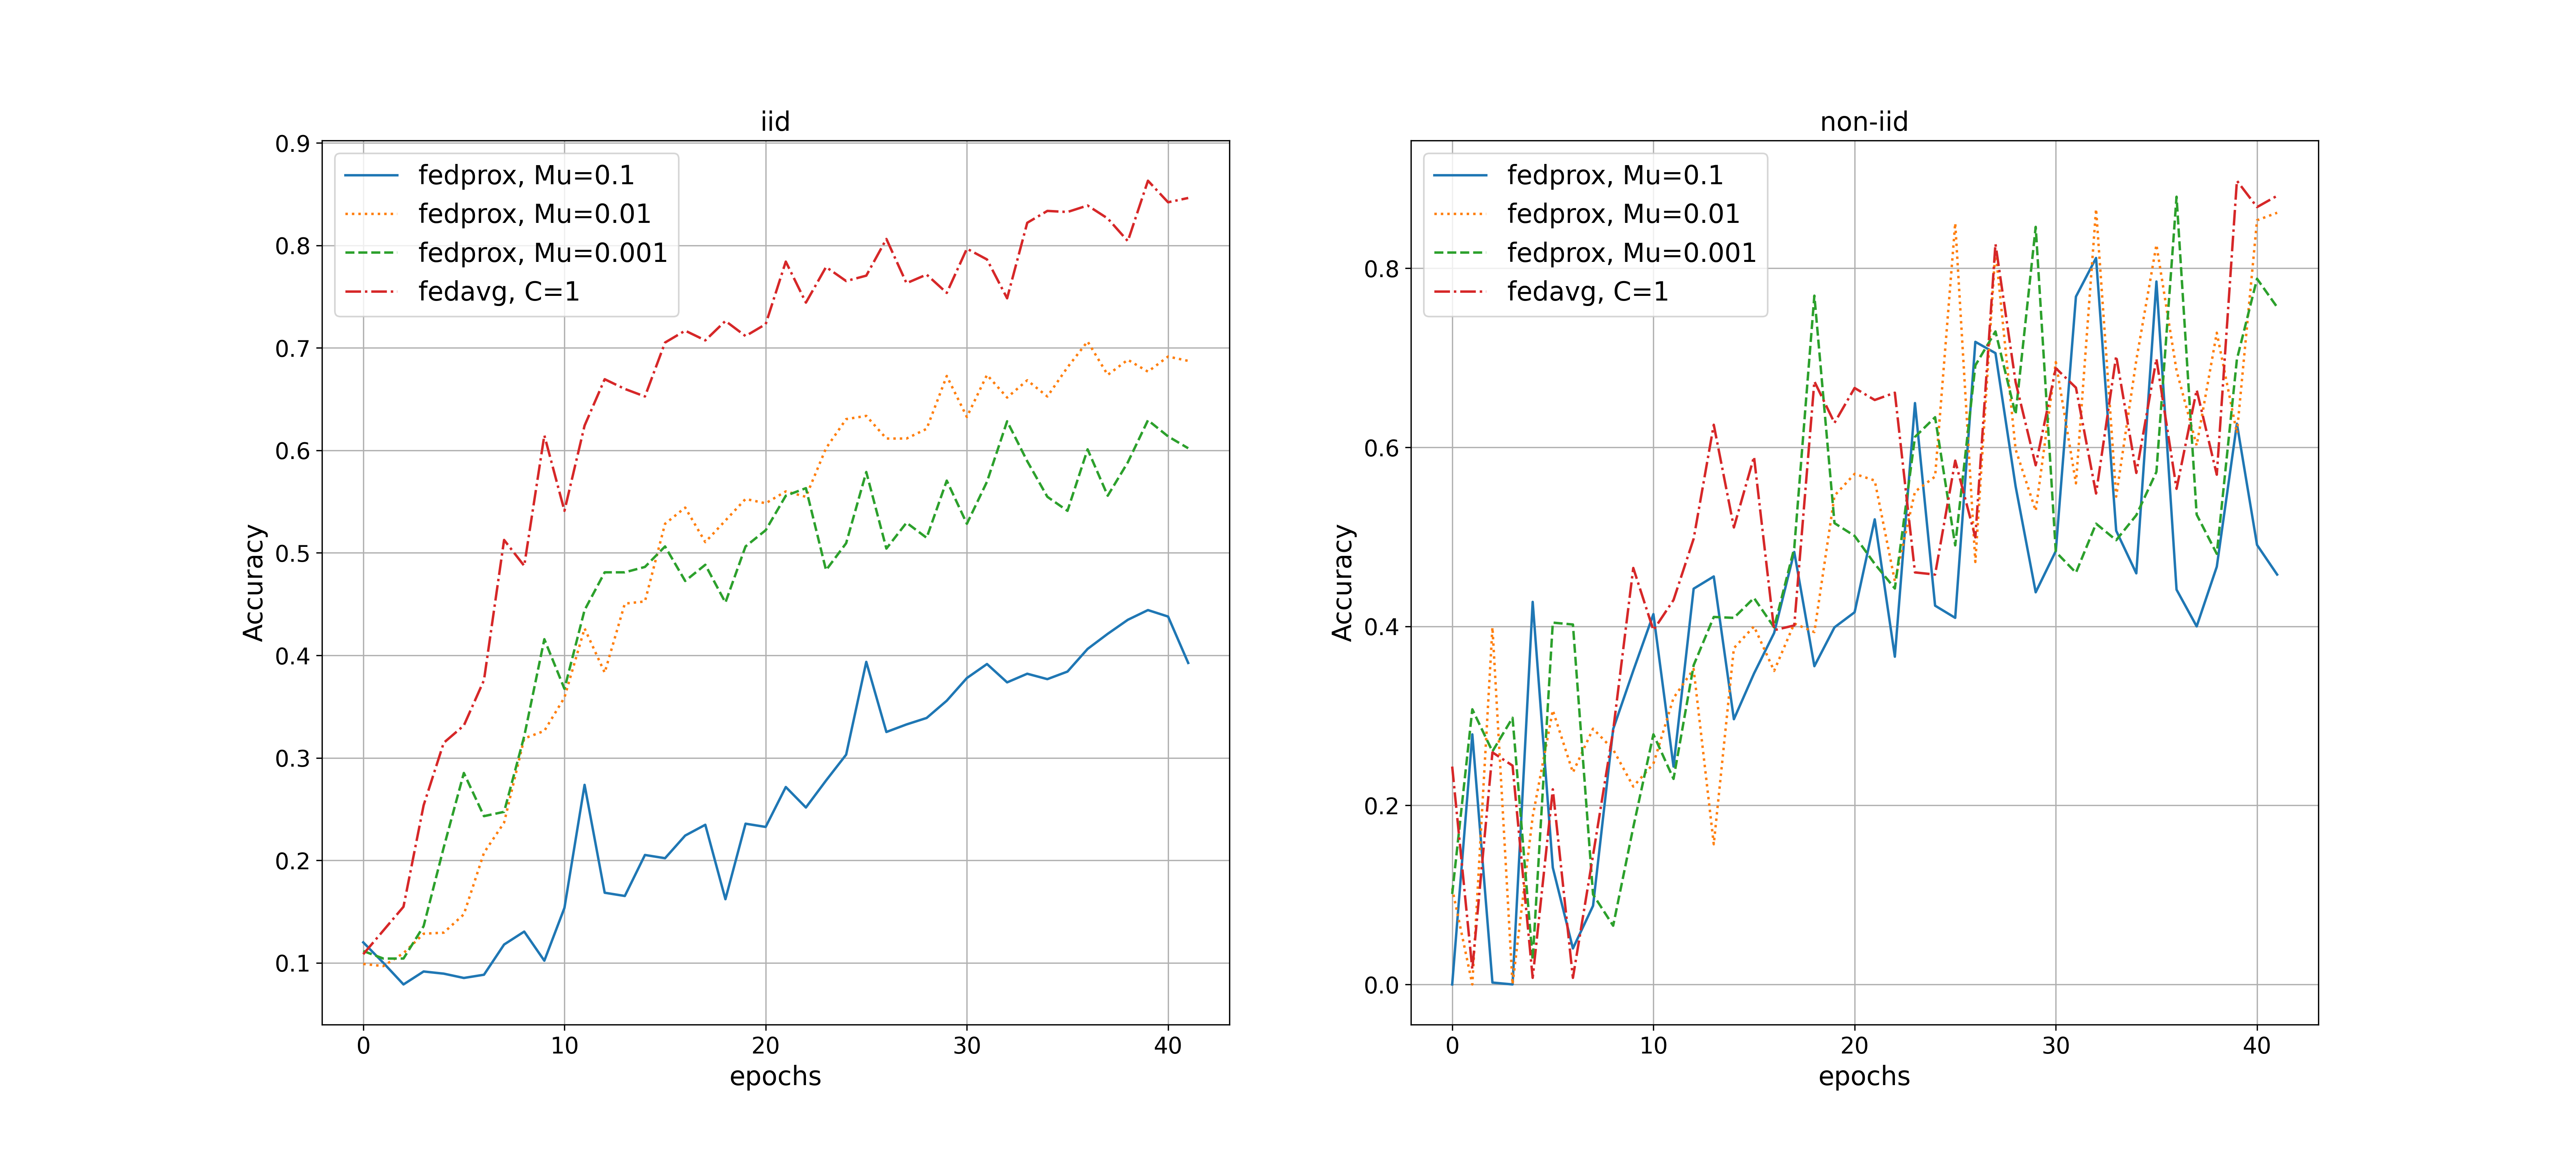 iid
0.9
0.8
0.7
0.6
0.5
0.4
0.3
0.2
0.1
Accuracy
fedprox, Mu=0.1
fedprox, Mu=0.01
fedprox, Mu=0.001
fedavg, C=1
0 10 20 30 40
epochs
non-iid
0.8
0.6
0.4
0.2
0.0
Accuracy
fedprox, Mu=0.1
fedprox, Mu=0.01
fedprox, Mu=0.001
fedavg, C=1
0 10 20 30 40
epochs